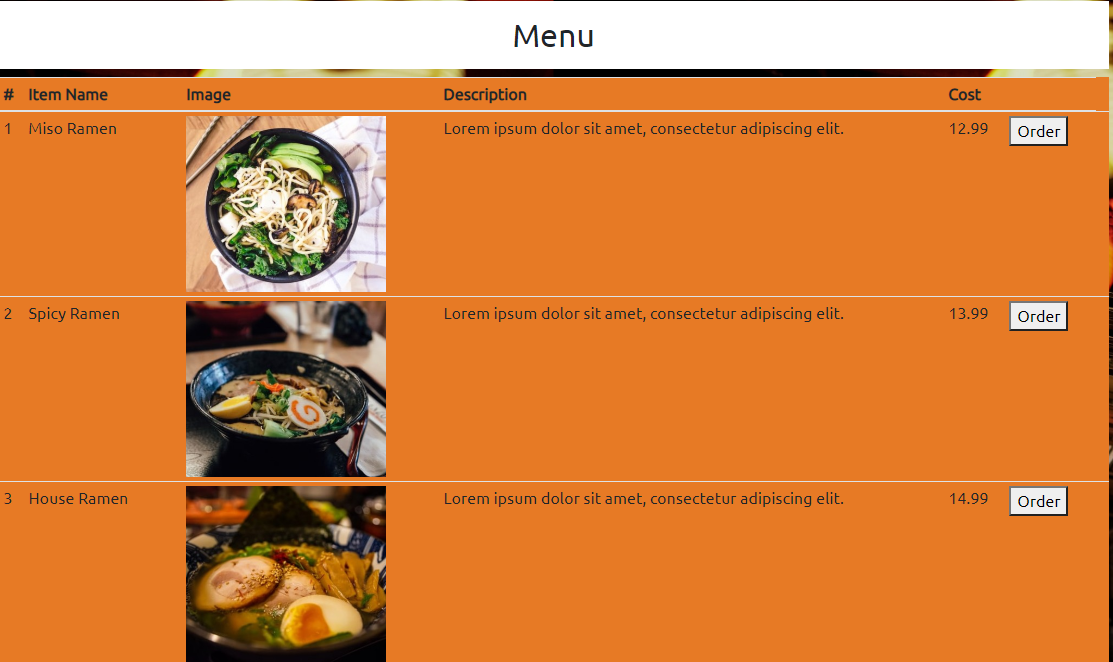 Menu
# Item Name Image Description Cost
1 Miso Ramen Lorem ipsum dolor sit amet, consectetur adipiscing elit. 12.99 Order
2 Spicy Ramen Lorem ipsum dolor sit amet, consectetur adipiscing elit. 13.99 Order
3 House Ramen Lorem ipsum dolor sit amet, consectetur adipiscing elit. 14.99 Order